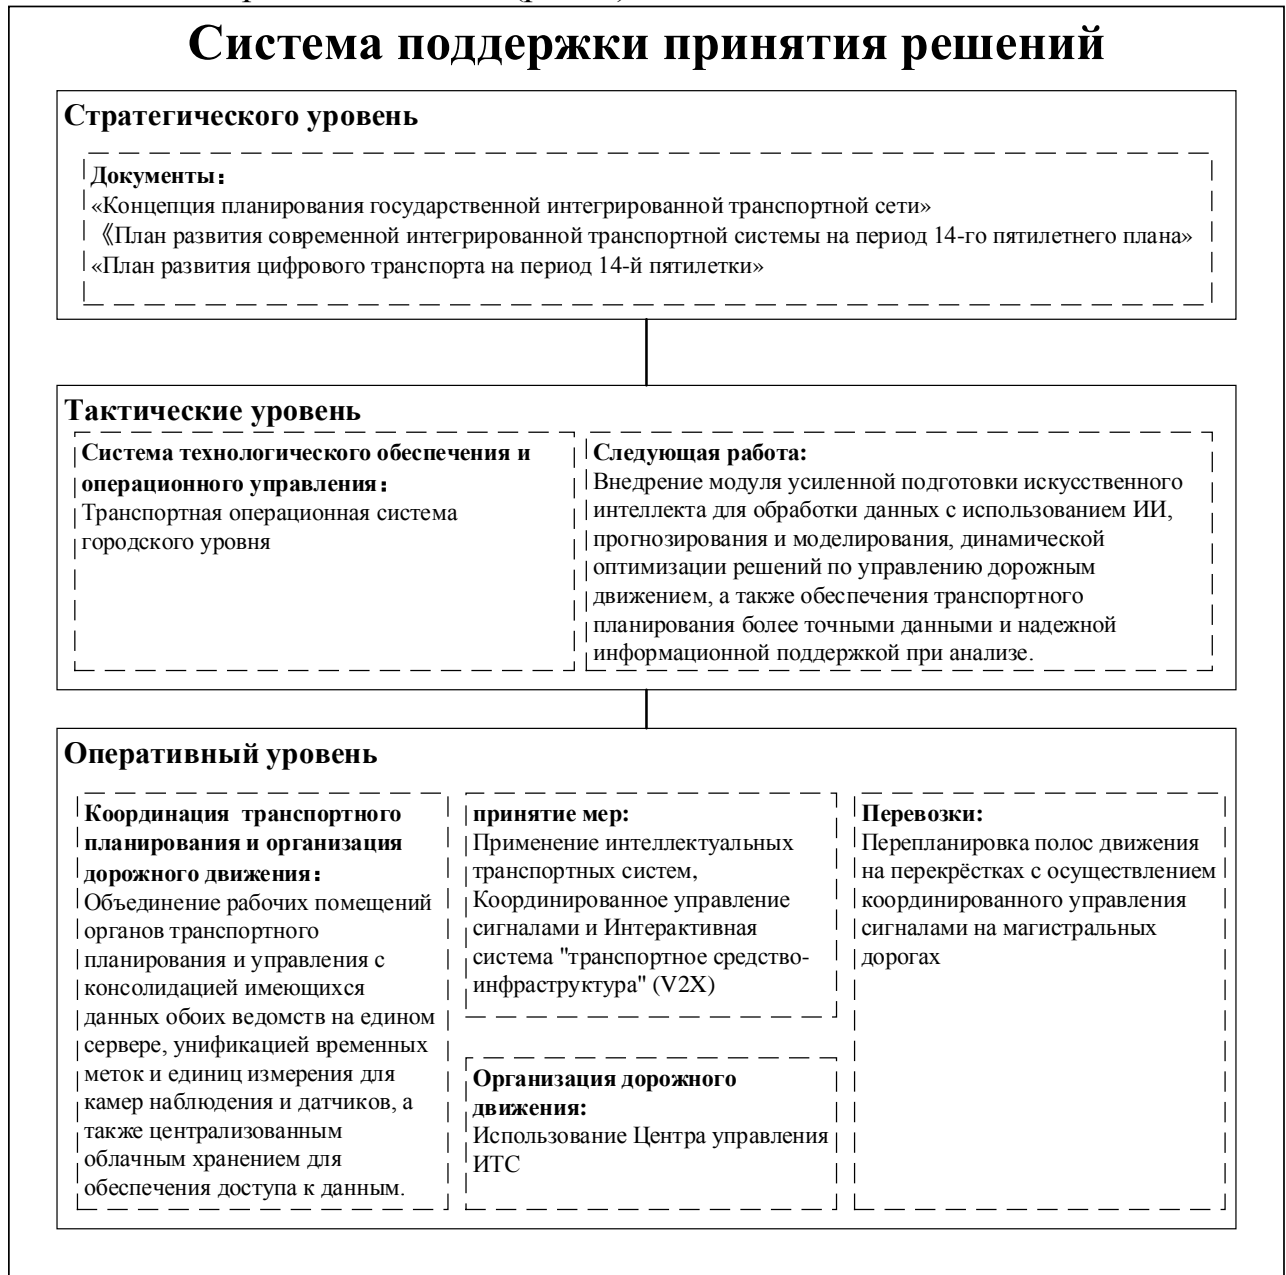 Система поддержки принятия решений
Стратегического уровень
Документы：
«Концепция планирования государственной интегрированной транспортной сети»
《План развития современной интегрированной транспортной системы на период 14-го пятилетнего плана»
«План развития цифрового транспорта на период 14-й пятилетки»
Тактические уровень
Система технологического обеспечения и
операционного управления：
Транспортная операционная система
городского уровня
Следующая работа:
Внедрение модуля усиленной подготовки искусственного
интеллекта для обработки данных с использованием ИИ,
прогнозирования и моделирования, динамической
оптимизации решений по управлению дорожным
движением, а также обеспечения транспортного
планирования более точными данными и надежной
информационной поддержкой при анализе.
Оперативный уровень
Координация транспортного
планирования и организация
дорожного движения：
Объединение рабочих помещений
органов транспортного
планирования и управления с
консолидацией имеющихся
данных обоих ведомств на едином
сервере, унификацией временных
меток и единиц измерения для
камер наблюдения и датчиков, а
также централизованным
облачным хранением для
обеспечения доступа к данным.
принятие мер:
Применение интеллектуальных
транспортных систем,
Координированное управление
сигналами и Интерактивная
система "транспортное средство-
инфраструктура" (V2X)
Организация дорожного
движения:
Использование Центра управления
ИТС
Перевозки:
Перепланировка полос движения
на перекрёстках с осуществлением
координированного управления
сигналами на магистральных
дорогах